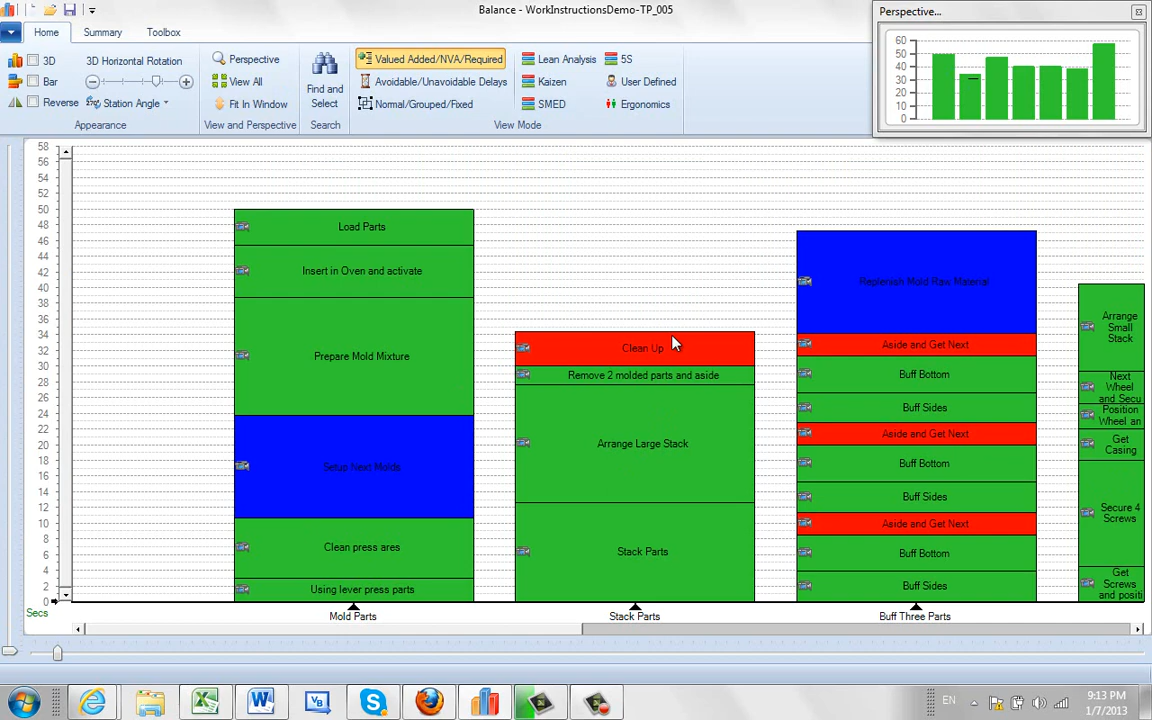 Balance - WorkInstructionsDemo-TP_005
Home
Summary
Toolbox
3D
3D Horizontal Rotation
Bar
Reverse
Station Angle
Appearance
Perspective
View All
Fit In Window
View and Perspective
Find and
Select
Search
Valued Added/NVA/Required
Avoidable/Unavoidable Delays
Normal/Grouped/Fixed
Lean Analysis
Kaizen
SMED
5S
User Defined
Ergonomics
View Mode
Perspective...
60
50
40
30
20
10
0
58
56
54
52
50
48
46
44
42
40
38
36
34
32
30
28
26
24
22
20
18
16
14
12
10
8
6
4
2
0
Secs
Load Parts
Insert in Oven and activate
Prepare Mold Mixture
Setup Next Molds
Clean press ares
Using lever press parts
Mold Parts
Clean Up
Remove 2 molded parts and aside
Arrange Large Stack
Stack Parts
Stack Parts
Replenish Mold Raw Material
Aside and Get Next
Buff Bottom
Buff Sides
Aside and Get Next
Buff Bottom
Buff Sides
Aside and Get Next
Buff Bottom
Buff Sides
Buff Three Parts
Arrange
Small
Stack
Next
Wheel
and Secu
Position
Wheel an
Get
Casing
Secure 4
Screws
Get
Screws
and positi
EN
9:13 PM
1/7/2013